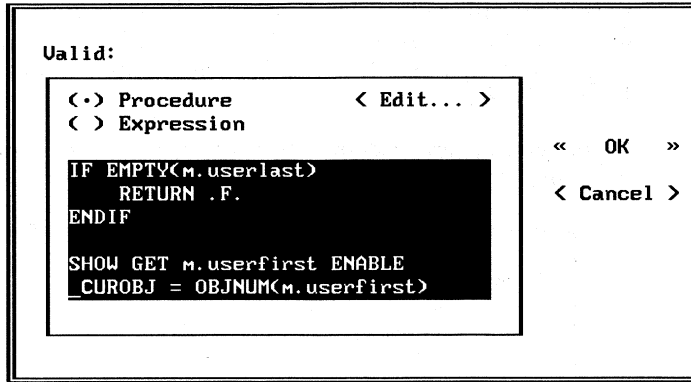 Valid:
(·) Procedure < Edit... >
( ) Expression
« OK »
IF EMPTY(m.userlast)
RETURN .F.
< Cancel >
ENDIF
SHOW GET m.userfirst ENABLE
_CUROBJ = OBJNUM(m.userfirst)